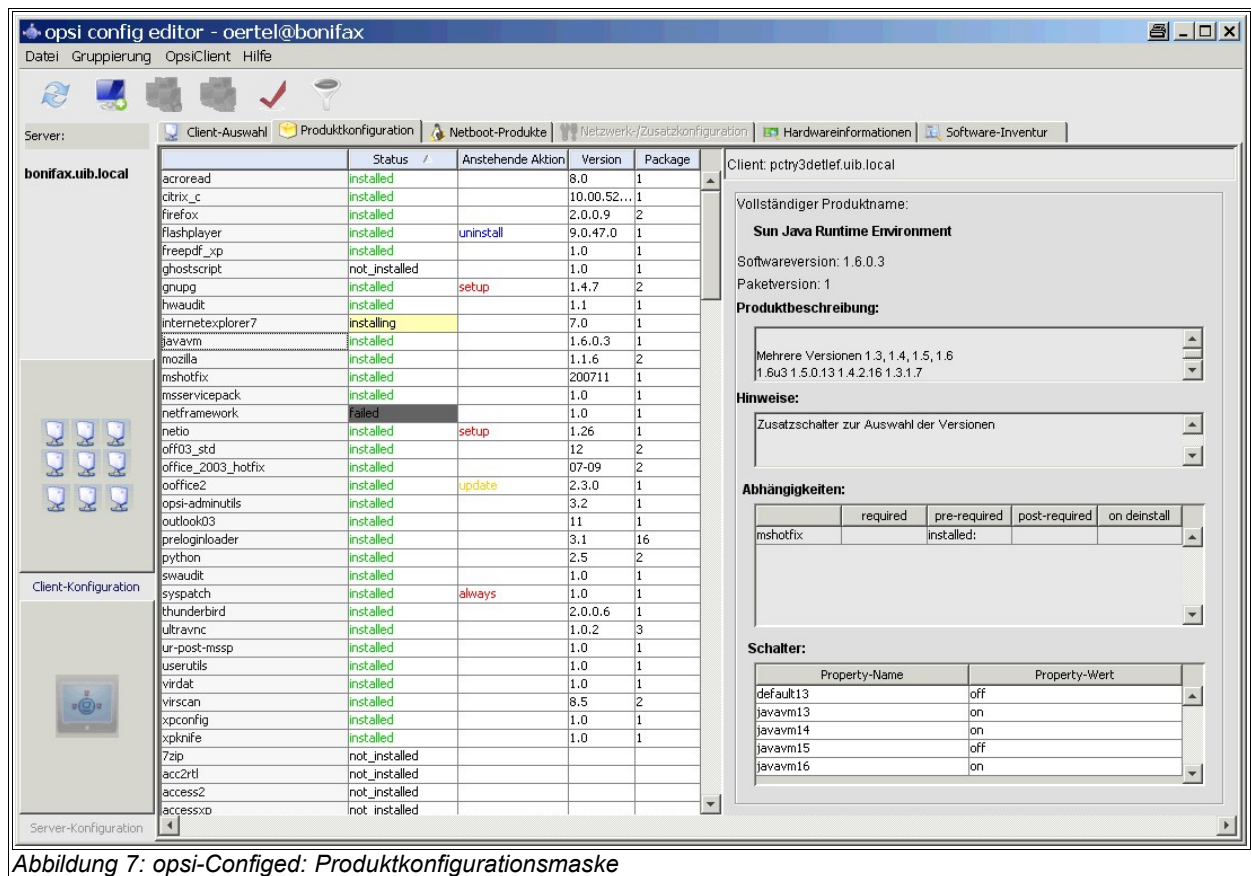 opsi config editor - oertel@bonifax
Datei Gruppierung OpsiClient Hilfe
Server:
bonifax.uib.local
Client-Konfiguration
Server-Konfiguration
Client-Auswahl Produktkonfiguration Netboot-Produkte Netzwerk-/Zusatzkonfiguration Hardwareinformationen Software-Inventur
Status Anstehende Aktion Version Package
acroread installed 8.0 1
citrix_c installed 10.00.52... 1
firefox installed 2.0.0.9 2
flashplayer installed uninstall 9.0.47.0 1
freepdf_xp installed 1.0 1
ghostscript not_installed 1.0 1
gnupg installed setup 1.4.7 2
hwaudit installed 1.1 1
internetexplorer7 installing 7.0 1
javavm installed 1.6.0.3 1
mozilla installed 1.1.6 2
mshotfix installed 200711 1
msservicepack installed 1.0 1
netframework failed 1.0 1
netio installed setup 1.26 1
off03_std installed 12 2
office_2003_hotfix installed 07-09 2
ooffice2 installed update 2.3.0 1
opsi-adminutils installed 3.2 1
outlook03 installed 11 1
preloginloader installed 3.1 16
python installed 2.5 2
swaudit installed 1.0 1
syspatch installed always 1.0 1
thunderbird installed 2.0.0.6 1
ultravnc installed 1.0.2 3
ur-post-mssp installed 1.0 1
userutils installed 1.0 1
virdat installed 1.0 1
virscan installed 8.5 2
xpconfig installed 1.0 1
xpknife installed 1.0 1
7zip not_installed
acc2rtl not_installed
access2 not_installed
accessxp not_installed
Client: pctry3detlef.uib.local
Vollständiger Produktname:
Sun Java Runtime Environment
Softwareversion: 1.6.0.3
Paketversion: 1
Produktbeschreibung:
Mehrere Versionen 1.3, 1.4, 1.5, 1.6
1.6u3 1.5.0.13 1.4.2.16 1.3.1.7
Hinweise:
Zusatzschalter zur Auswahl der Versionen
Abhängigkeiten:
required pre-required post-required on deinstall
mshotfix installed:
Schalter:
Property-Name Property-Wert
default13 off
javavm13 on
javavm14 on
javavm15 off
javavm16 on
Abbildung 7: opsi-Configed: Produktkonfigurationsmaske